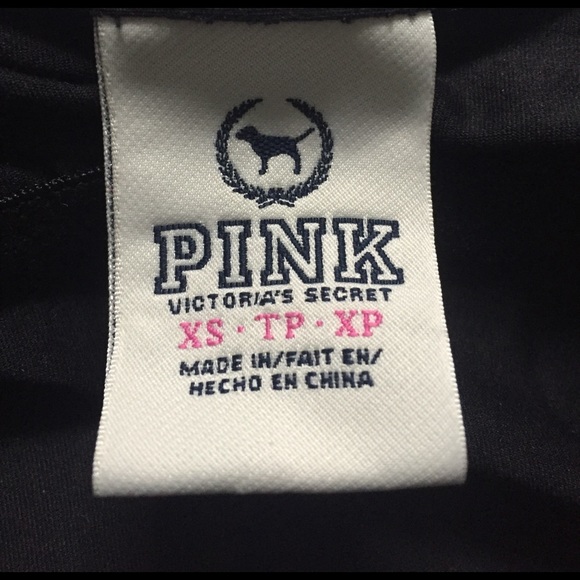 PINK
VICTORIA'S SECRET
XS · TP · XP
MADE IN/FAIT EN/
HECHO EN CHINA